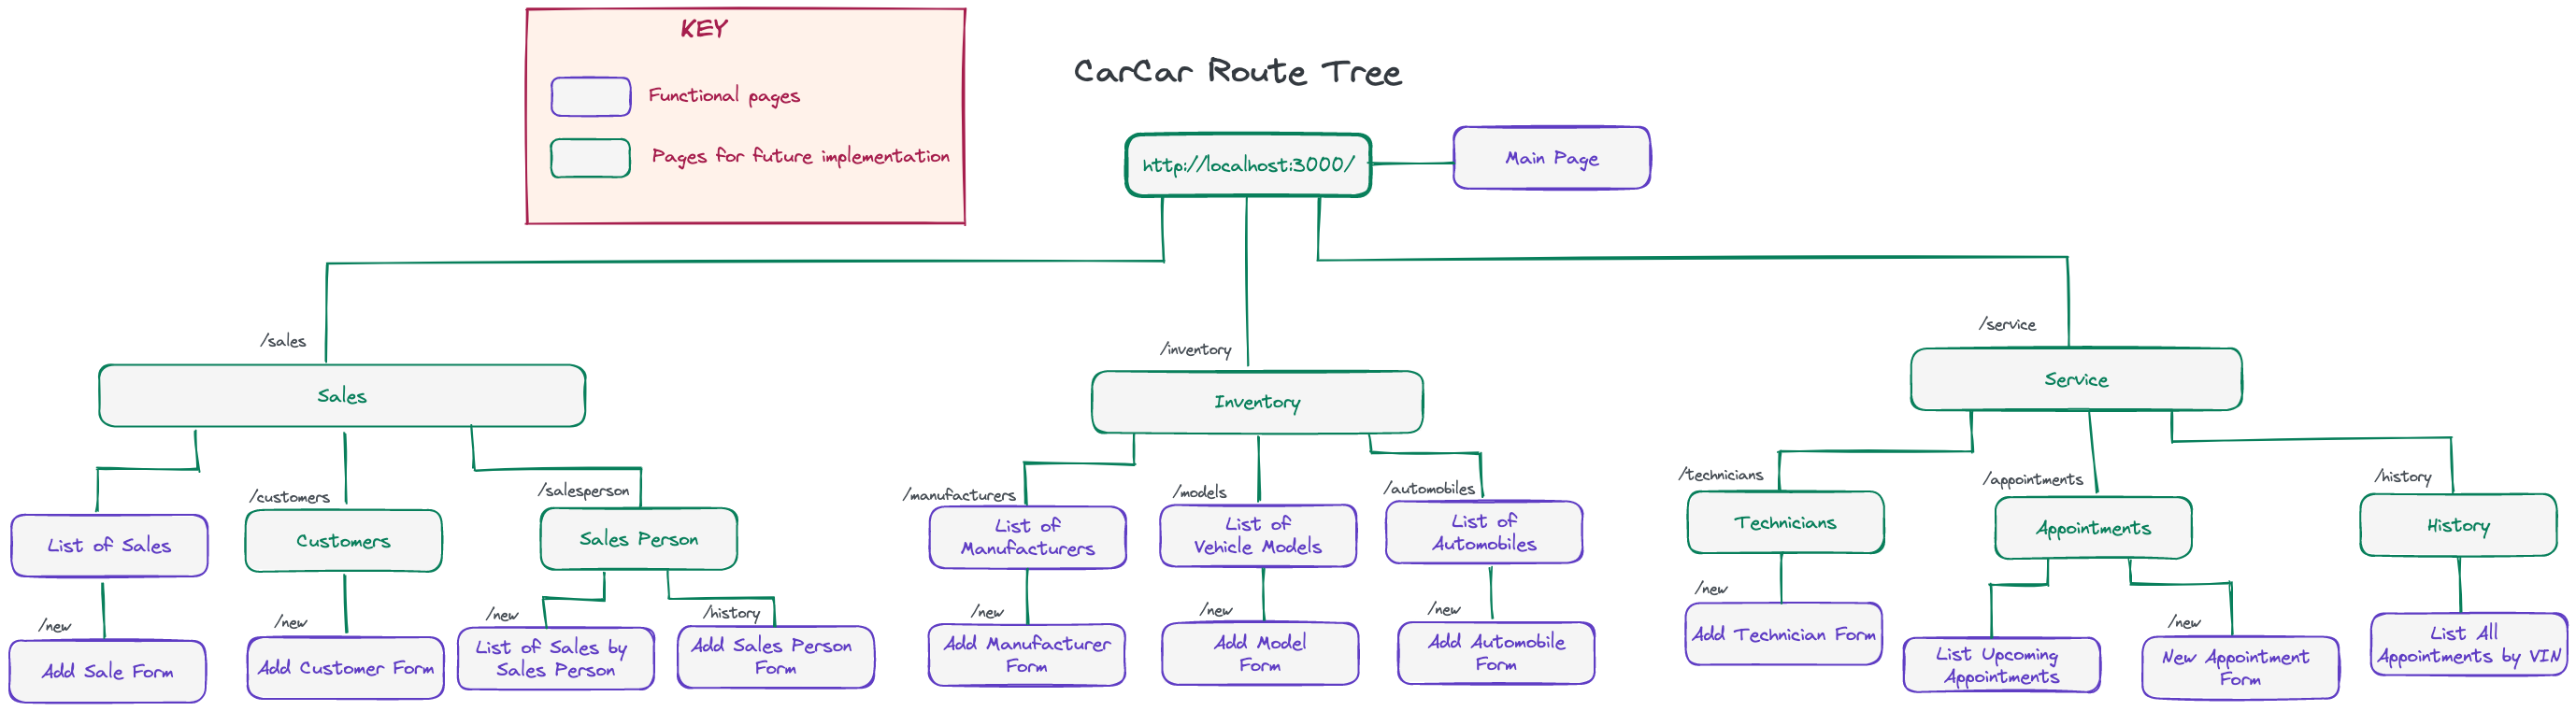 KEY
Functional pages
Pages for future implementation
CarCar Route Tree
http://localhost:3000/
Main Page
/sales
Sales
/inventory
Inventory
/service
Service
List of Sales
/customers
Customers
/salesperson
Sales Person
/manufacturers
List of
Manufacturers
/models
List of
Vehicle Models
/automobiles
List of
Automobiles
/technicians
Technicians
/appointments
Appointments
/history
History
/new
Add Sale Form
/new
Add Customer Form
/new
List of Sales by
Sales Person
/history
Add Sales Person
Form
/new
Add Manufacturer
Form
/new
Add Model
Form
/new
Add Automobile
Form
/new
Add Technician Form
List Upcoming
Appointments
/new
New Appointment
Form
List All
Appointments by VIN